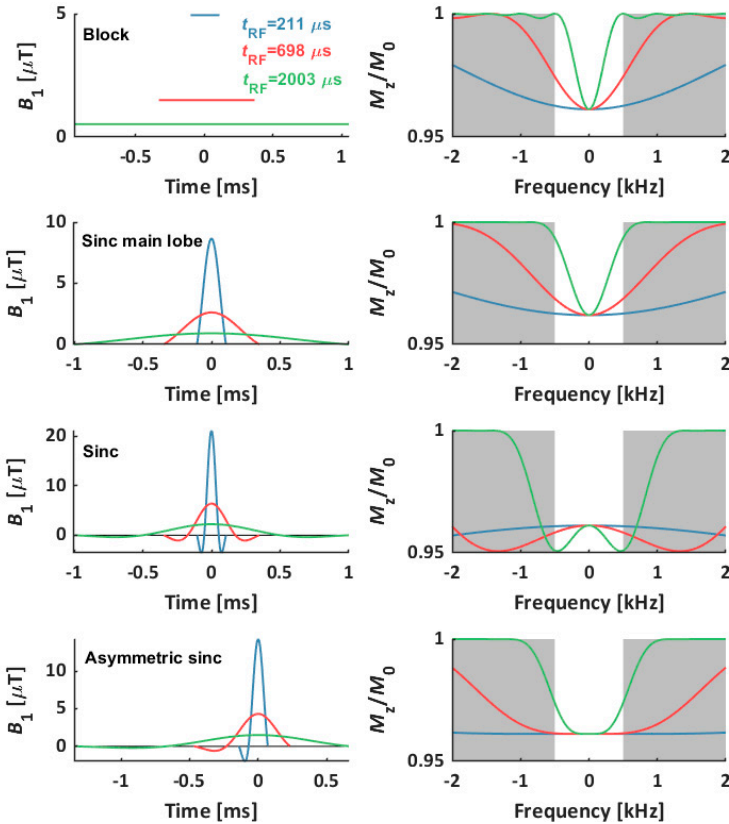 Block
t_RF=211 μs
t_RF=698 μs
t_RF=2003 μs
B_1 [μT]
5
0
-0.5 0 0.5 1
Time [ms]
M_z/M_0
1
0.95
-2 -1 0 1 2
Frequency [kHz]
Sinc main lobe
B_1 [μT]
10
5
0
-1 -0.5 0 0.5 1
Time [ms]
M_z/M_0
1
0.95
-2 -1 0 1 2
Frequency [kHz]
Sinc
B_1 [μT]
20
10
0
-1 -0.5 0 0.5 1
Time [ms]
M_z/M_0
1
0.95
-2 -1 0 1 2
Frequency [kHz]
Asymmetric sinc
B_1 [μT]
10
5
0
-1 -0.5 0 0.5
Time [ms]
M_z/M_0
1
0.95
-2 -1 0 1 2
Frequency [kHz]